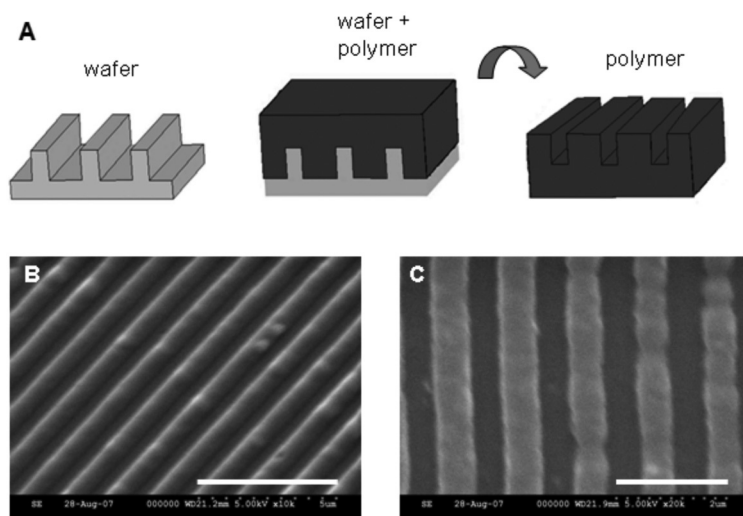 A
wafer
wafer +
polymer
polymer
B
SE 28-Aug-07 000000 WD21.2mm 5.00kV x10k 5um
C
SE 28-Aug-07 000000 WD21.9mm 5.00kV x20k 2um